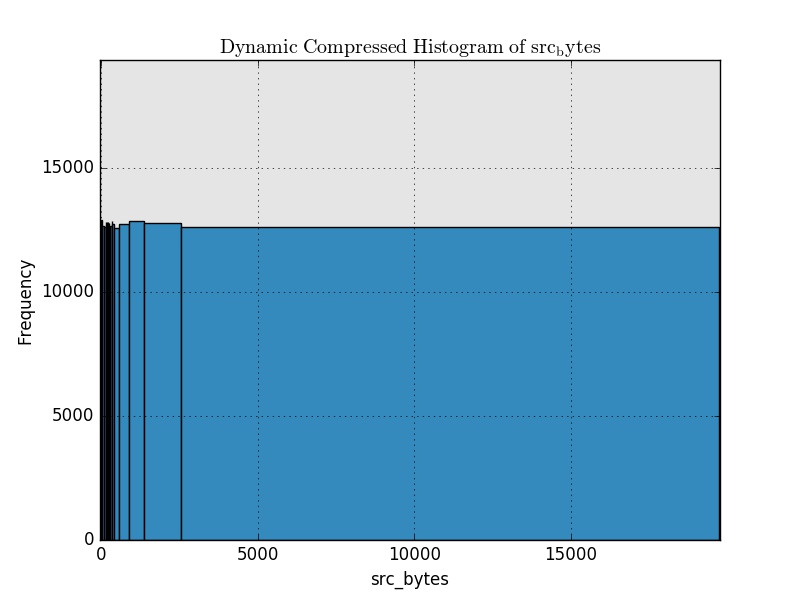 Dynamic Compressed Histogram of src_bytes
15000
10000
5000
0
Frequency
0 5000 10000 15000
src_bytes